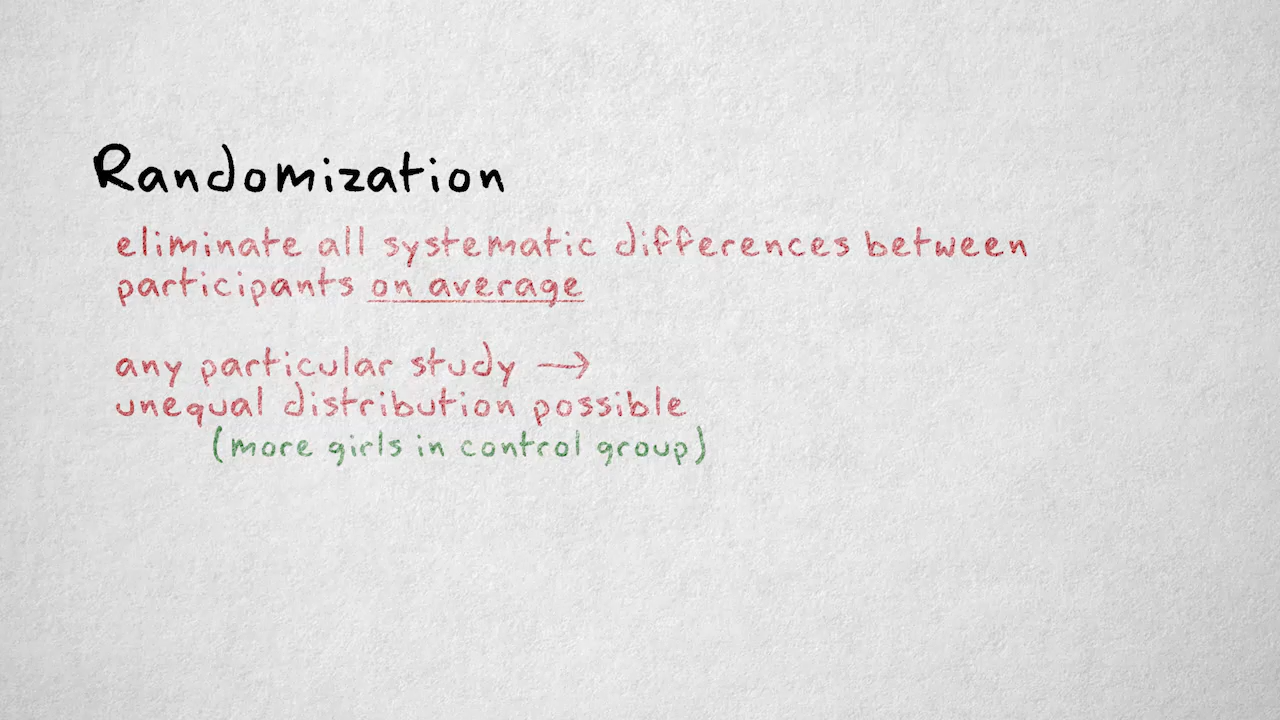 Randomization
eliminate all systematic differences between
participants on average
any particular study →
unequal distribution possible
(more girls in control group)